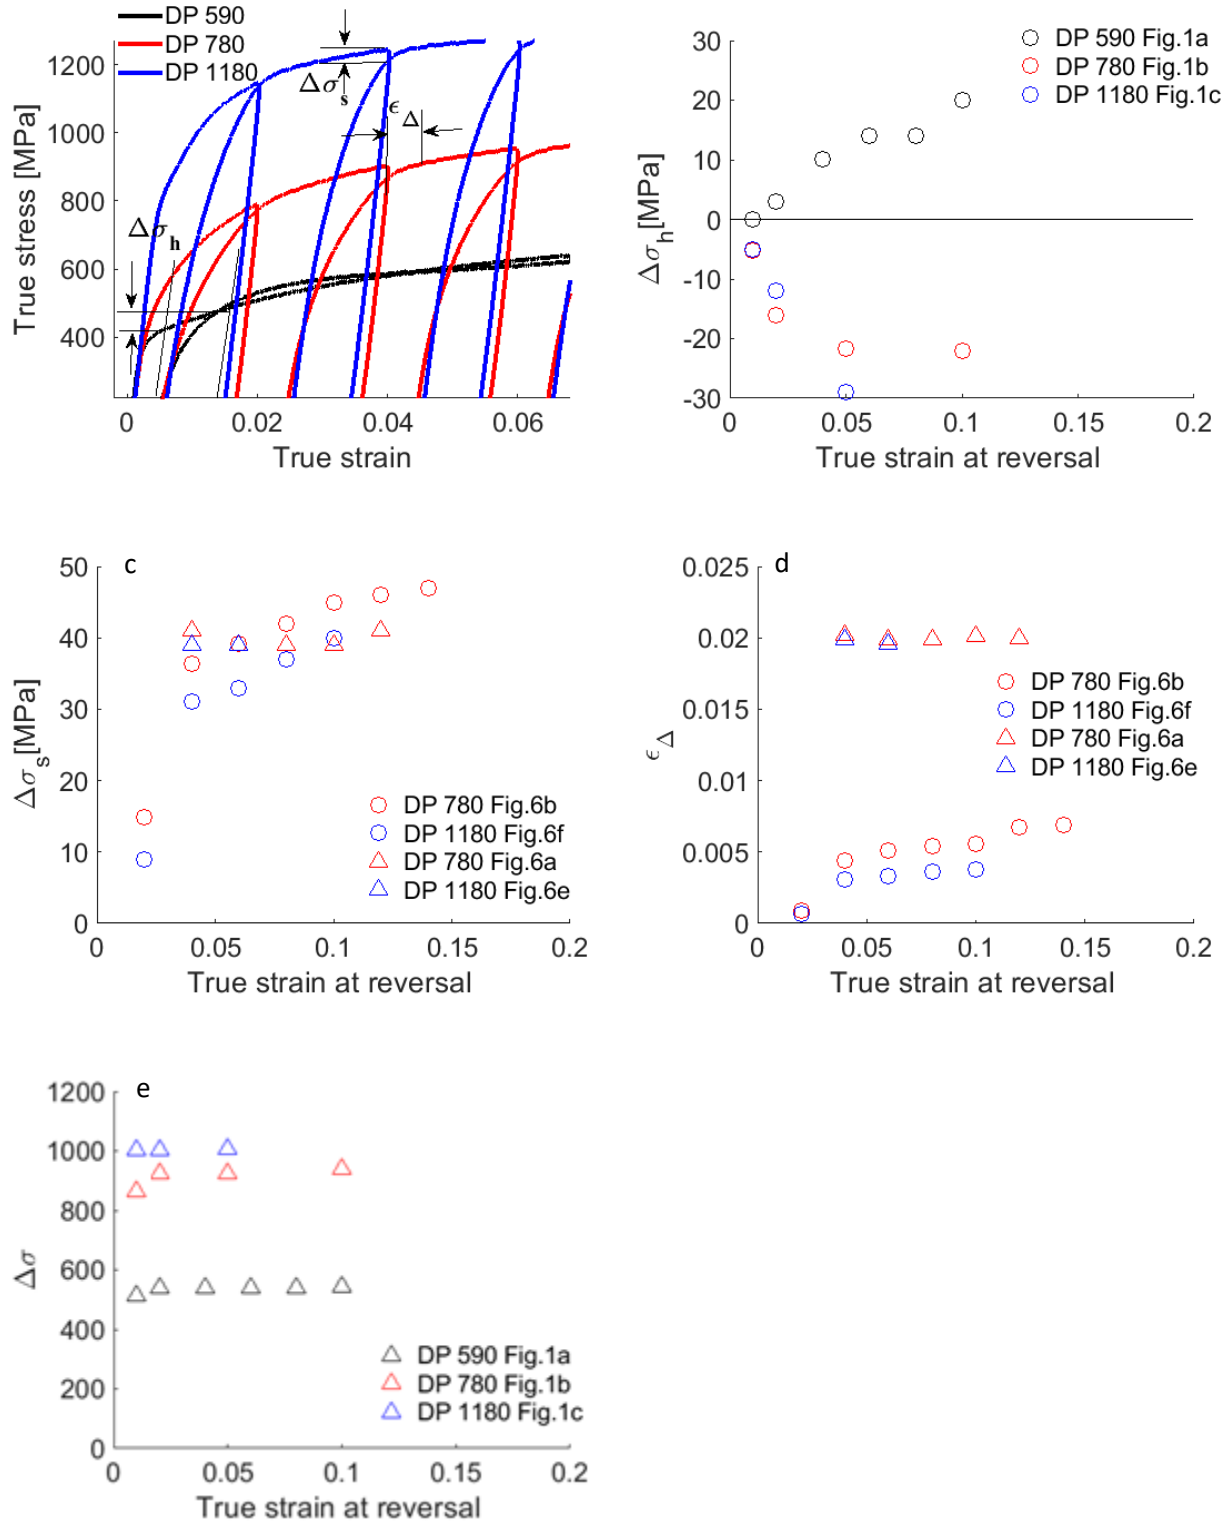 DP 590
DP 780
DP 1180
1200
1000
800
600
400
True stress [MPa]
Δσs
ϵΔ
Δσh
0
0.02
0.04
0.06
True strain
30
20
10
0
-10
-20
-30
Δσh[MPa]
DP 590 Fig.1a
DP 780 Fig.1b
DP 1180 Fig.1c
0
0.05
0.1
0.15
0.2
True strain at reversal
c
50
40
30
20
10
0
Δσs[MPa]
DP 780 Fig.6b
DP 1180 Fig.6f
DP 780 Fig.6a
DP 1180 Fig.6e
0
0.05
0.1
0.15
0.2
True strain at reversal
d
0.025
0.02
0.015
0.01
0.005
0
ϵΔ
DP 780 Fig.6b
DP 1180 Fig.6f
DP 780 Fig.6a
DP 1180 Fig.6e
0
0.05
0.1
0.15
0.2
True strain at reversal
e
1200
1000
800
600
400
200
0
Δσ
DP 590 Fig.1a
DP 780 Fig.1b
DP 1180 Fig.1c
0
0.05
0.1
0.15
0.2
True strain at reversal